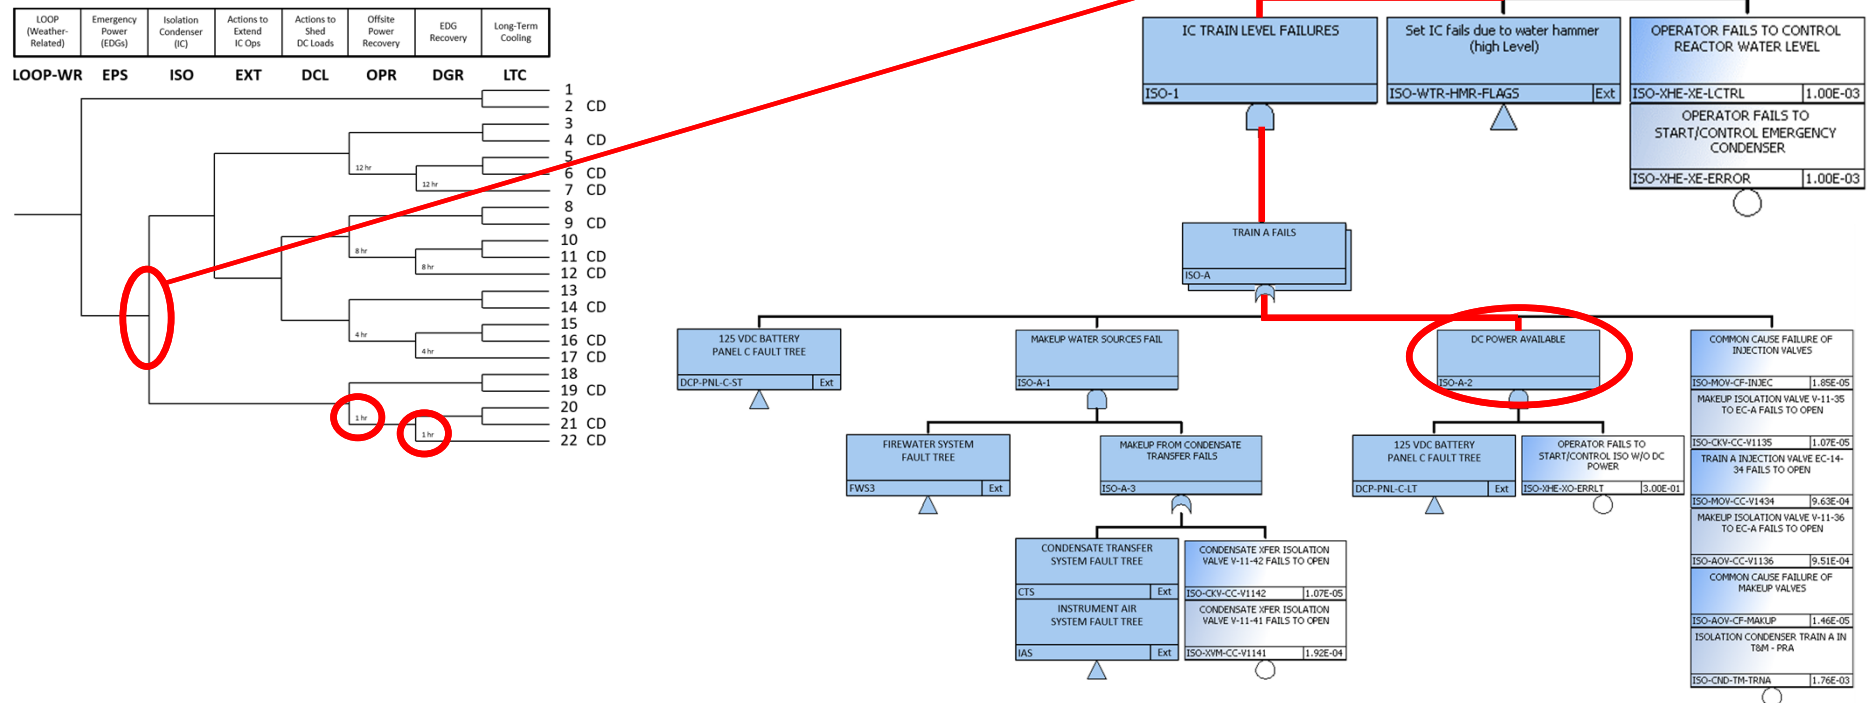 LOOP
(Weather-
Related)
Emergency
Power
(EDGs)
Isolation
Condenser
(IC)
Actions to
Extend
IC Ops
Actions to
Shed
DC Loads
Offsite
Power
Recovery
EDG
Recovery
Long-Term
Cooling
LOOP-WR EPS ISO EXT DCL OPR DGR LTC
1
2 CD
3
4 CD
5
12 hr
6 CD
12 hr
7 CD
8
9 CD
10
8 hr
11 CD
8 hr
12 CD
13
14 CD
15
4 hr
16 CD
4 hr
17 CD
18
19 CD
20
1 hr
21 CD
1 hr
22 CD
IC TRAIN LEVEL FAILURES
ISO-1
Set IC fails due to water hammer
(high Level)
ISO-WTR-HMR-FLAGS Ext
OPERATOR FAILS TO CONTROL
REACTOR WATER LEVEL
ISO-XHE-XE-LCTRL 1.00E-03
OPERATOR FAILS TO
START/CONTROL EMERGENCY
CONDENSER
ISO-XHE-XE-ERROR 1.00E-03
TRAIN A FAILS
ISO-A
125 VDC BATTERY
PANEL C FAULT TREE
DCP-PNL-C-ST Ext
MAKEUP WATER SOURCES FAIL
ISO-A-1
DC POWER AVAILABLE
ISO-A-2
COMMON CAUSE FAILURE OF
INJECTION VALVES
ISO-MOV-CF-INJEC 1.85E-05
MAKEUP ISOLATION VALVE V-11-35
TO EC-A FAILS TO OPEN
ISO-CKV-CC-V1135 1.07E-05
TRAIN A INJECTION VALVE EC-14-
34 FAILS TO OPEN
ISO-MOV-CC-V1434 9.63E-04
MAKEUP ISOLATION VALVE V-11-36
TO EC-A FAILS TO OPEN
ISO-AOV-CC-V1136 9.51E-04
COMMON CAUSE FAILURE OF
MAKEUP VALVES
ISO-AOV-CF-MAKUP 1.46E-05
ISOLATION CONDENSER TRAIN A IN
T&M - PRA
ISO-CND-TM-TRNA 1.76E-03
FIREWATER SYSTEM
FAULT TREE
FWS3 Ext
MAKEUP FROM CONDENSATE
TRANSFER FAILS
ISO-A-3
125 VDC BATTERY
PANEL C FAULT TREE
DCP-PNL-C-LT Ext
OPERATOR FAILS TO
START/CONTROL ISO W/O DC
POWER
ISO-XHE-XO-ERRLT 3.00E-01
CONDENSATE TRANSFER
SYSTEM FAULT TREE
CTS Ext
INSTRUMENT AIR
SYSTEM FAULT TREE
IAS Ext
CONDENSATE XFER ISOLATION
VALVE V-11-42 FAILS TO OPEN
ISO-CKV-CC-V1142 1.07E-05
CONDENSATE XFER ISOLATION
VALVE V-11-41 FAILS TO OPEN
ISO-XVM-CC-V1141 1.92E-04